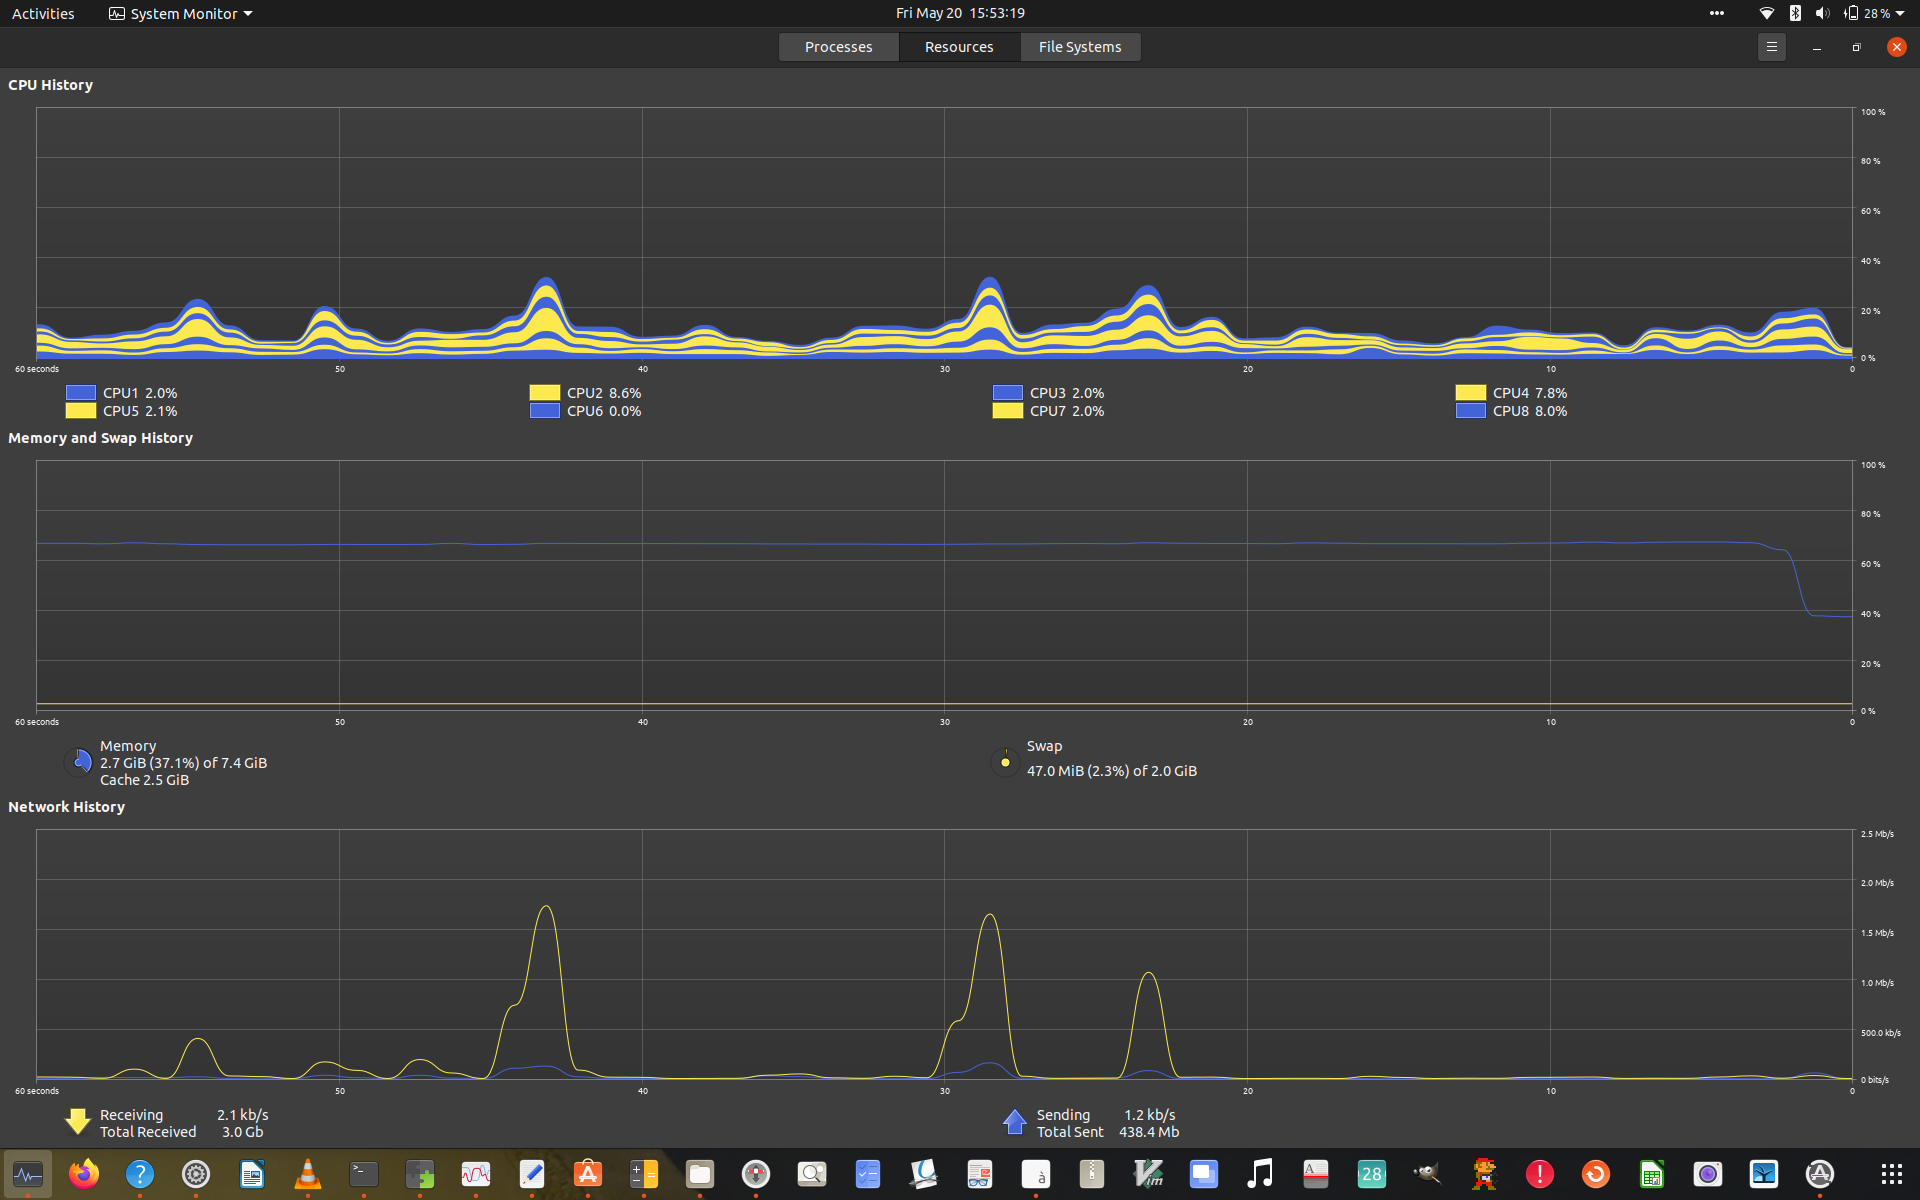 Activities
System Monitor
Fri May 20 15:53:19
28 %
Processes
Resources
File Systems
CPU History
100 %
80 %
60 %
40 %
20 %
0 %
60 seconds 50 40 30 20 10 0
CPU1 2.0% CPU2 8.6% CPU3 2.0% CPU4 7.8%
CPU5 2.1% CPU6 0.0% CPU7 2.0% CPU8 8.0%
Memory and Swap History
100 %
80 %
60 %
40 %
20 %
0 %
60 seconds 50 40 30 20 10 0
Memory
2.7 GiB (37.1%) of 7.4 GiB
Cache 2.5 GiB
Swap
47.0 MiB (2.3%) of 2.0 GiB
Network History
2.5 Mb/s
2.0 Mb/s
1.5 Mb/s
1.0 Mb/s
500.0 kb/s
0 bits/s
60 seconds 50 40 30 20 10 0
Receiving 2.1 kb/s
Total Received 3.0 Gb
Sending 1.2 kb/s
Total Sent 438.4 Mb
?
>_
à
Vim
A
28
!